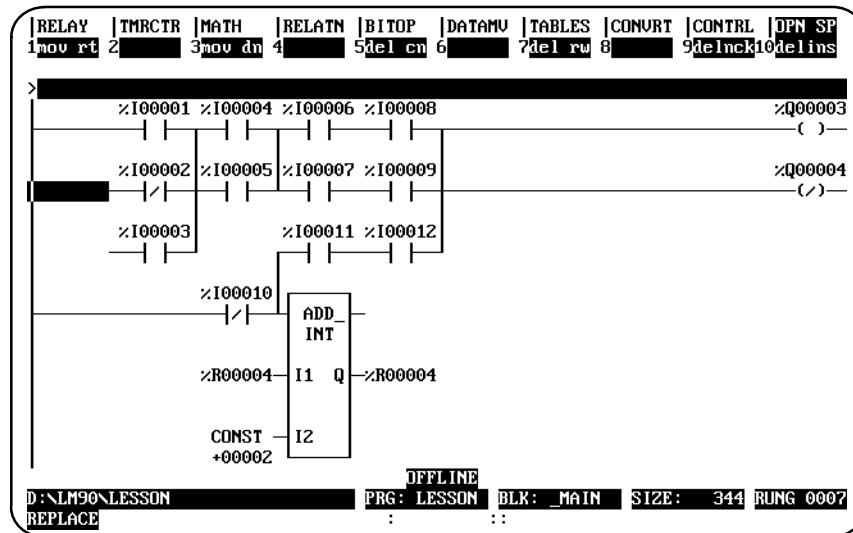 RELAY |TMRCTR |MATH |RELATN |BITOP |DATAMV |TABLES |CONVRT |CONTRL |OPN SP
1mov rt 2 3mov dn 4 5del cn 6 7del rw 8 9delnck10delins
>
%I00001 %I00004 %I00006 %I00008 %Q00003
%I00002 %I00005 %I00007 %I00009 %Q00004
%I00003 %I00011 %I00012
%I00010
ADD_
INT
%R00004 I1 Q %R00004
CONST I2
+00002
OFFLINE
D:\LM90\LESSON PRG: LESSON BLK: _MAIN SIZE: 344 RUNG 0007
REPLACE : ::